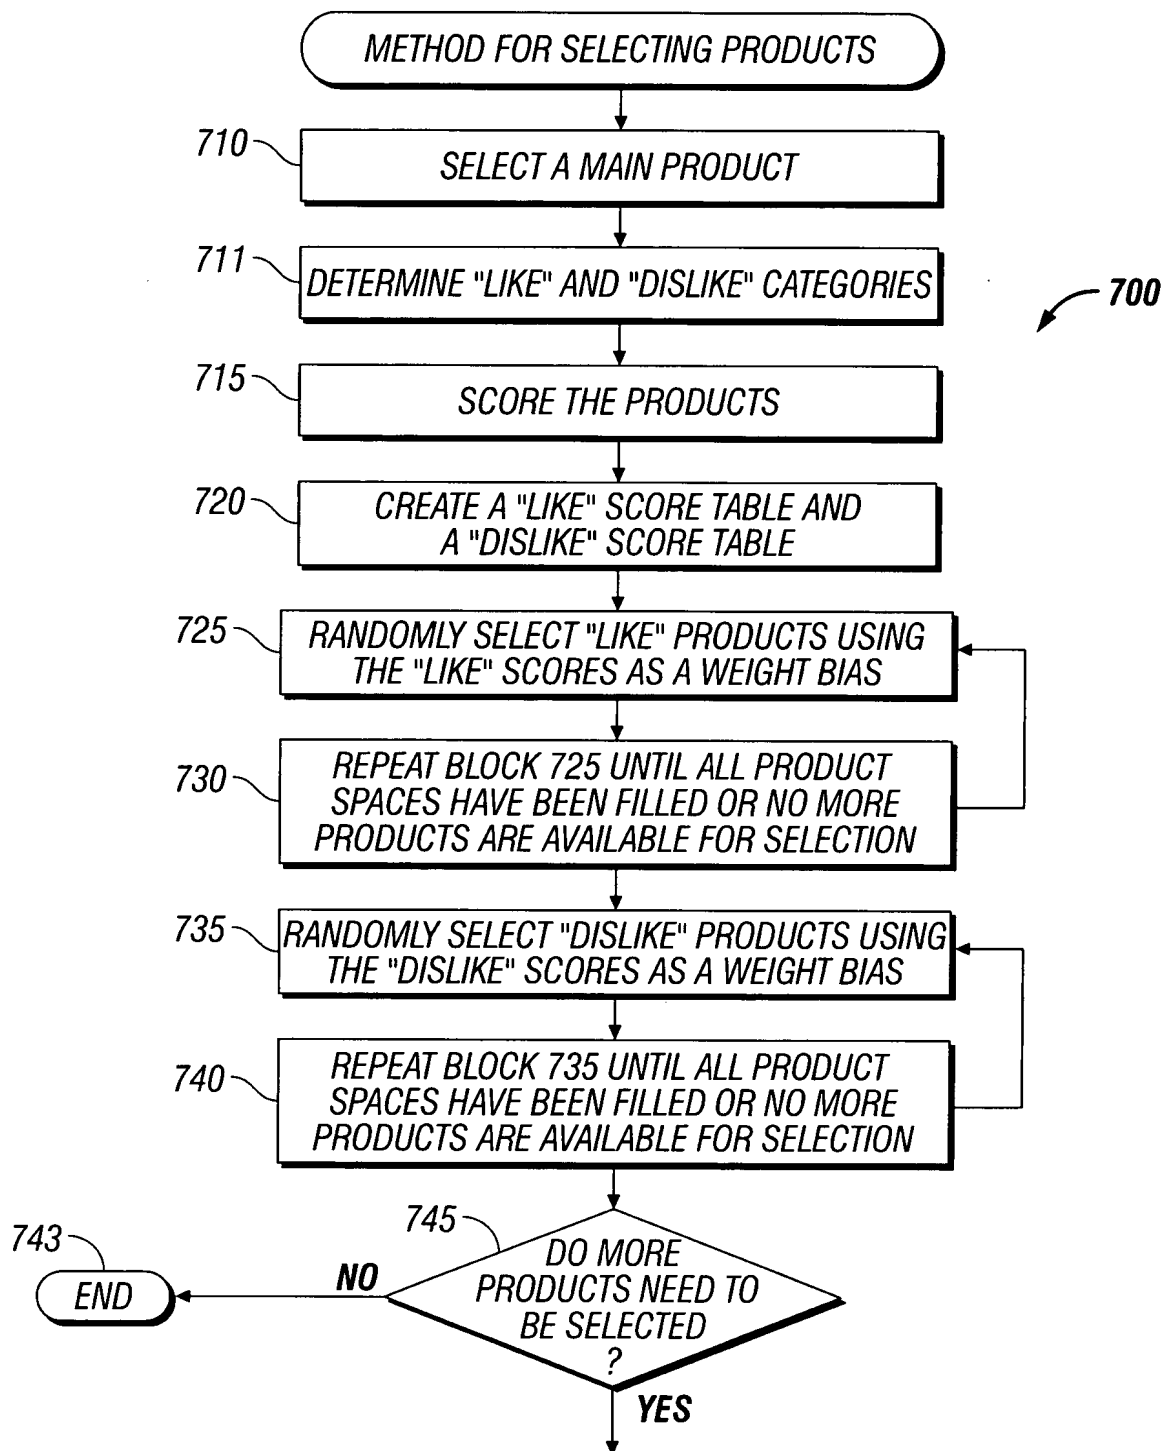 METHOD FOR SELECTING PRODUCTS
710
SELECT A MAIN PRODUCT
711
DETERMINE "LIKE" AND "DISLIKE" CATEGORIES
700
715
SCORE THE PRODUCTS
720
CREATE A "LIKE" SCORE TABLE AND
A "DISLIKE" SCORE TABLE
725
RANDOMLY SELECT "LIKE" PRODUCTS USING
THE "LIKE" SCORES AS A WEIGHT BIAS
730
REPEAT BLOCK 725 UNTIL ALL PRODUCT
SPACES HAVE BEEN FILLED OR NO MORE
PRODUCTS ARE AVAILABLE FOR SELECTION
735
RANDOMLY SELECT "DISLIKE" PRODUCTS USING
THE "DISLIKE" SCORES AS A WEIGHT BIAS
740
REPEAT BLOCK 735 UNTIL ALL PRODUCT
SPACES HAVE BEEN FILLED OR NO MORE
PRODUCTS ARE AVAILABLE FOR SELECTION
745
DO MORE
PRODUCTS NEED TO
BE SELECTED
?
743
END
NO
YES